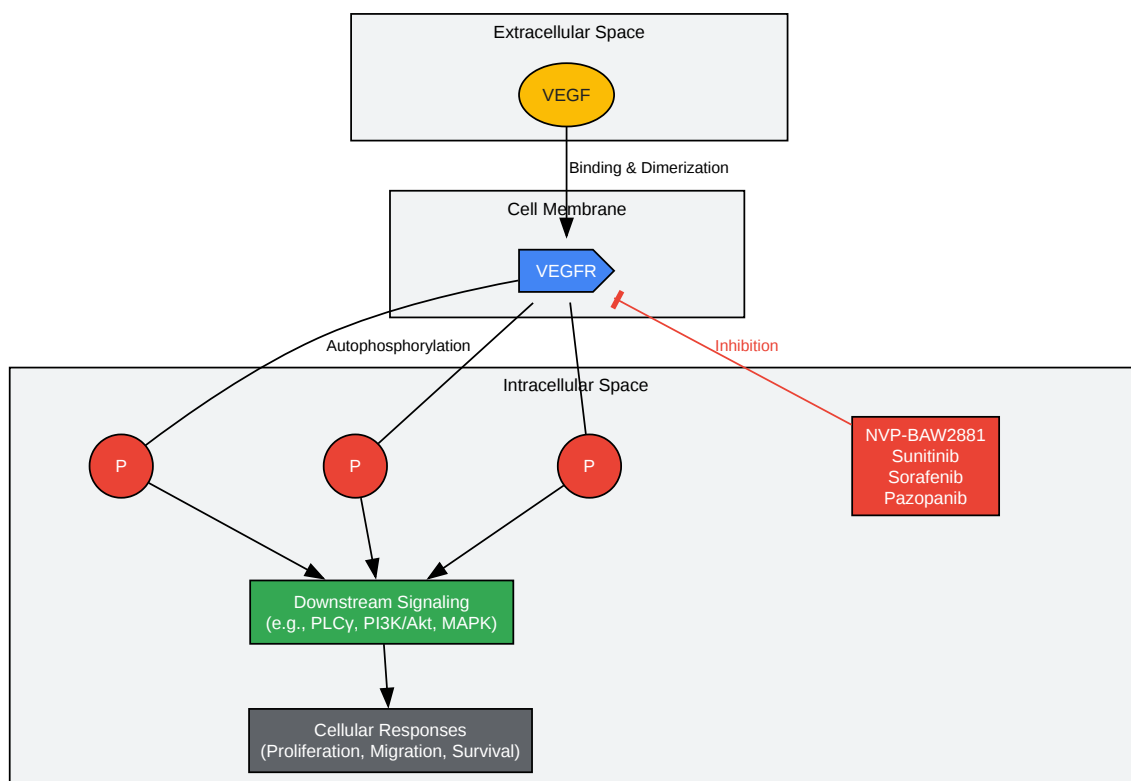 Extracellular Space
VEGF
Binding & Dimerization
Cell Membrane
VEGFR
Autophosphorylation
Inhibition
Intracellular Space
P
P
P
NVP-BAW2881
Sunitinib
Sorafenib
Pazopanib
Downstream Signaling
(e.g., PLCγ, PI3K/Akt, MAPK)
Cellular Responses
(Proliferation, Migration, Survival)